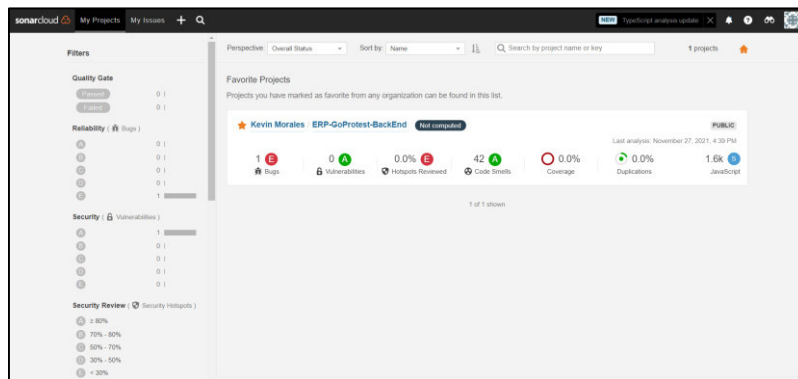 sonarcloud My Projects My Issues + NEW TypeScript analysis update
Filters
Perspective: Overall Status Sort by: Name Search by project name or key 1 projects
Quality Gate
Passed 0
Failed 0
Reliability ( Bugs )
A 0
B 0
C 0
D 0
E 1
Security ( Vulnerabilities )
A 1
B 0
C 0
D 0
E 0
Security Review ( Security Hotspots )
A ≥ 80%
B 70% - 80%
C 50% - 70%
D 30% - 50%
E < 30%
Favorite Projects
Projects you have marked as favorite from any organization can be found in this list.
Kevin Morales / ERP-GoProtest-BackEnd Not computed PUBLIC
Last analysis: November 27, 2021, 4:39 PM
1 E 0 A 0.0% E 42 A 0.0% 0.0% 1.6k S
Bugs Vulnerabilities Hotspots Reviewed Code Smells Coverage Duplications JavaScript
1 of 1 shown